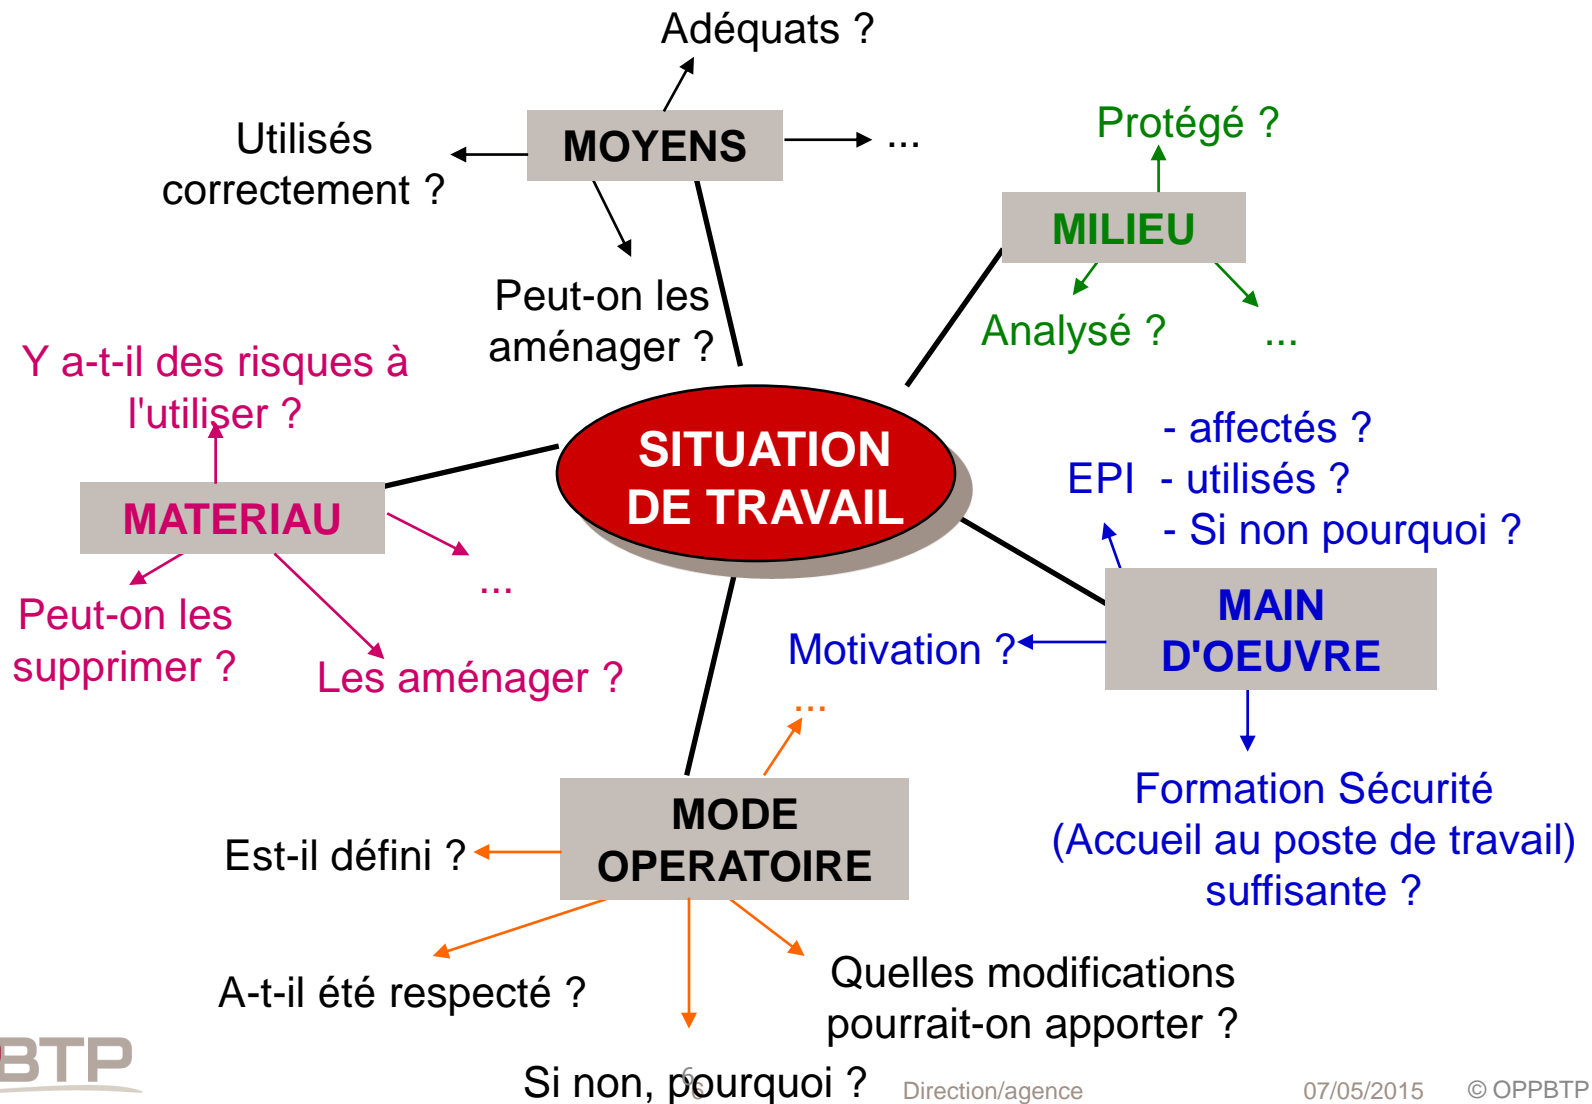 Adéquats ?
MOYENS
...
Utilisés
correctement ?
Peut-on les
aménager ?
Protégé ?
MILIEU
Analysé ?
...
Y a-t-il des risques à
l'utiliser ?
MATERIAU
...
Peut-on les
supprimer ?
Les aménager ?
SITUATION
DE TRAVAIL
- affectés ?
EPI - utilisés ?
- Si non pourquoi ?
MAIN
D'OEUVRE
Motivation ?
Formation Sécurité
(Accueil au poste de travail)
suffisante ?
...
MODE
OPERATOIRE
Est-il défini ?
A-t-il été respecté ?
Quelles modifications
pourrait-on apporter ?
Si non, pourquoi ?
BTP
6
6
Direction/agence
07/05/2015
© OPPBTP